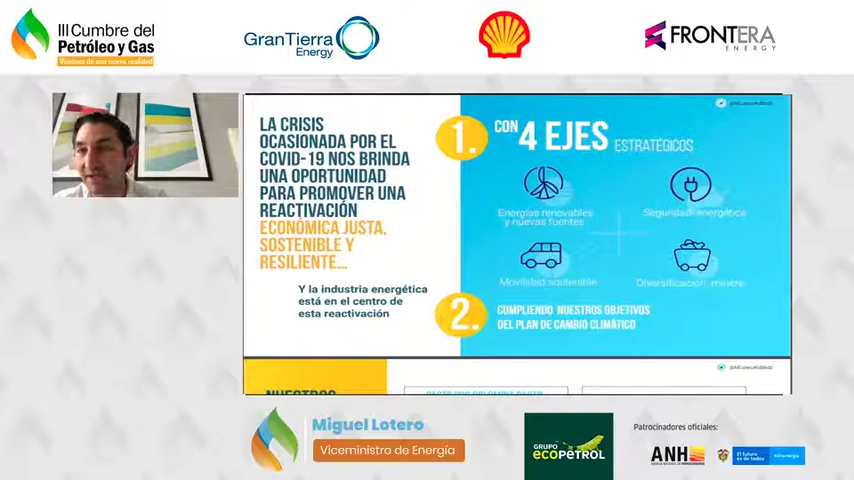 III Cumbre del
Petróleo y Gas
Visiones de una nueva realidad
GranTierra
Energy
FRONTERA
ENERGY
@MLoteroRobledo
LA CRISIS
OCASIONADA POR EL
COVID-19 NOS BRINDA
UNA OPORTUNIDAD
PARA PROMOVER UNA
REACTIVACIÓN
ECONÓMICA JUSTA,
SOSTENIBLE Y
RESILIENTE...
Y la industria energética
está en el centro de
esta reactivación
1. CON 4 EJES ESTRATÉGICOS
Energías renovables
y nuevas fuentes
Seguridad energética
Movilidad sostenible
Diversificación minera
2. CUMPLIENDO NUESTROS OBJETIVOS
DEL PLAN DE CAMBIO CLIMÁTICO
@MLoteroRobledo
NUESTROS
Miguel Lotero
Viceministro de Energía
GRUPO
ECOPETROL
Patrocinadores oficiales:
ANH
El futuro
es de todos
Minenergía